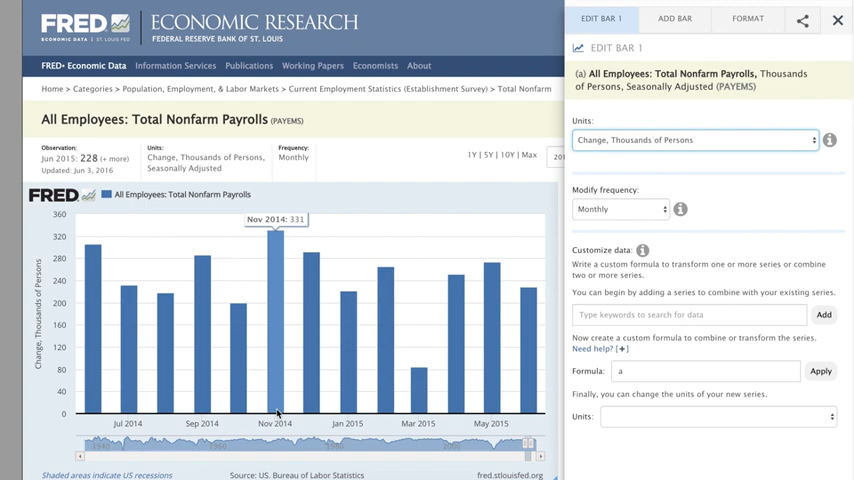 FRED
ECONOMIC DATA | ST. LOUIS FED
ECONOMIC RESEARCH
FEDERAL RESERVE BANK OF ST. LOUIS
FRED® Economic Data Information Services Publications Working Papers Economists About
Home > Categories > Population, Employment, & Labor Markets > Current Employment Statistics (Establishment Survey) > Total Nonfarm
All Employees: Total Nonfarm Payrolls (PAYEMS)
Observation:
Jun 2015: 228 (+ more)
Updated: Jun 3, 2016
Units:
Change, Thousands of Persons,
Seasonally Adjusted
Frequency:
Monthly
1Y | 5Y | 10Y | Max
201
FRED
All Employees: Total Nonfarm Payrolls
Nov 2014: 331
Change, Thousands of Persons
360
320
280
240
200
160
120
80
40
0
Jul 2014 Sep 2014 Nov 2014 Jan 2015 Mar 2015 May 2015
1940 1960 1980 2000
Shaded areas indicate US recessions
Source: US. Bureau of Labor Statistics
fred.stlouisfed.org
EDIT BAR 1 ADD BAR FORMAT
EDIT BAR 1
(a) All Employees: Total Nonfarm Payrolls, Thousands
of Persons, Seasonally Adjusted (PAYEMS)
Units:
Change, Thousands of Persons
Modify frequency:
Monthly
Customize data:
Write a custom formula to transform one or more series or combine
two or more series.
You can begin by adding a series to combine with your existing series.
Type keywords to search for data
Add
Now create a custom formula to combine or transform the series.
Need help? [+]
Formula: a Apply
Finally, you can change the units of your new series.
Units: